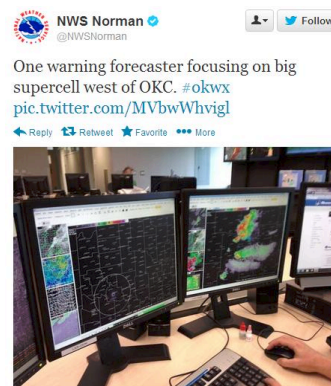 NWS Norman
@NWSNorman
Follow
One warning forecaster focusing on big
supercell west of OKC. #okwx
pic.twitter.com/MVbwWhvigl
Reply Retweet Favorite More
DELL